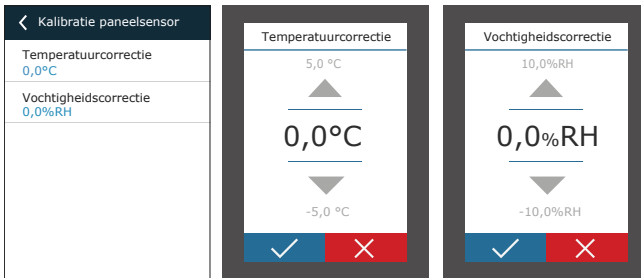 Kalibratie paneelsensor
Temperatuurcorrectie
0,0°C
Vochtigheidscorrectie
0,0%RH
Temperatuurcorrectie
5,0 °C
0,0°C
-5,0 °C
Vochtigheidscorrectie
10,0%RH
0,0%RH
-10,0%RH